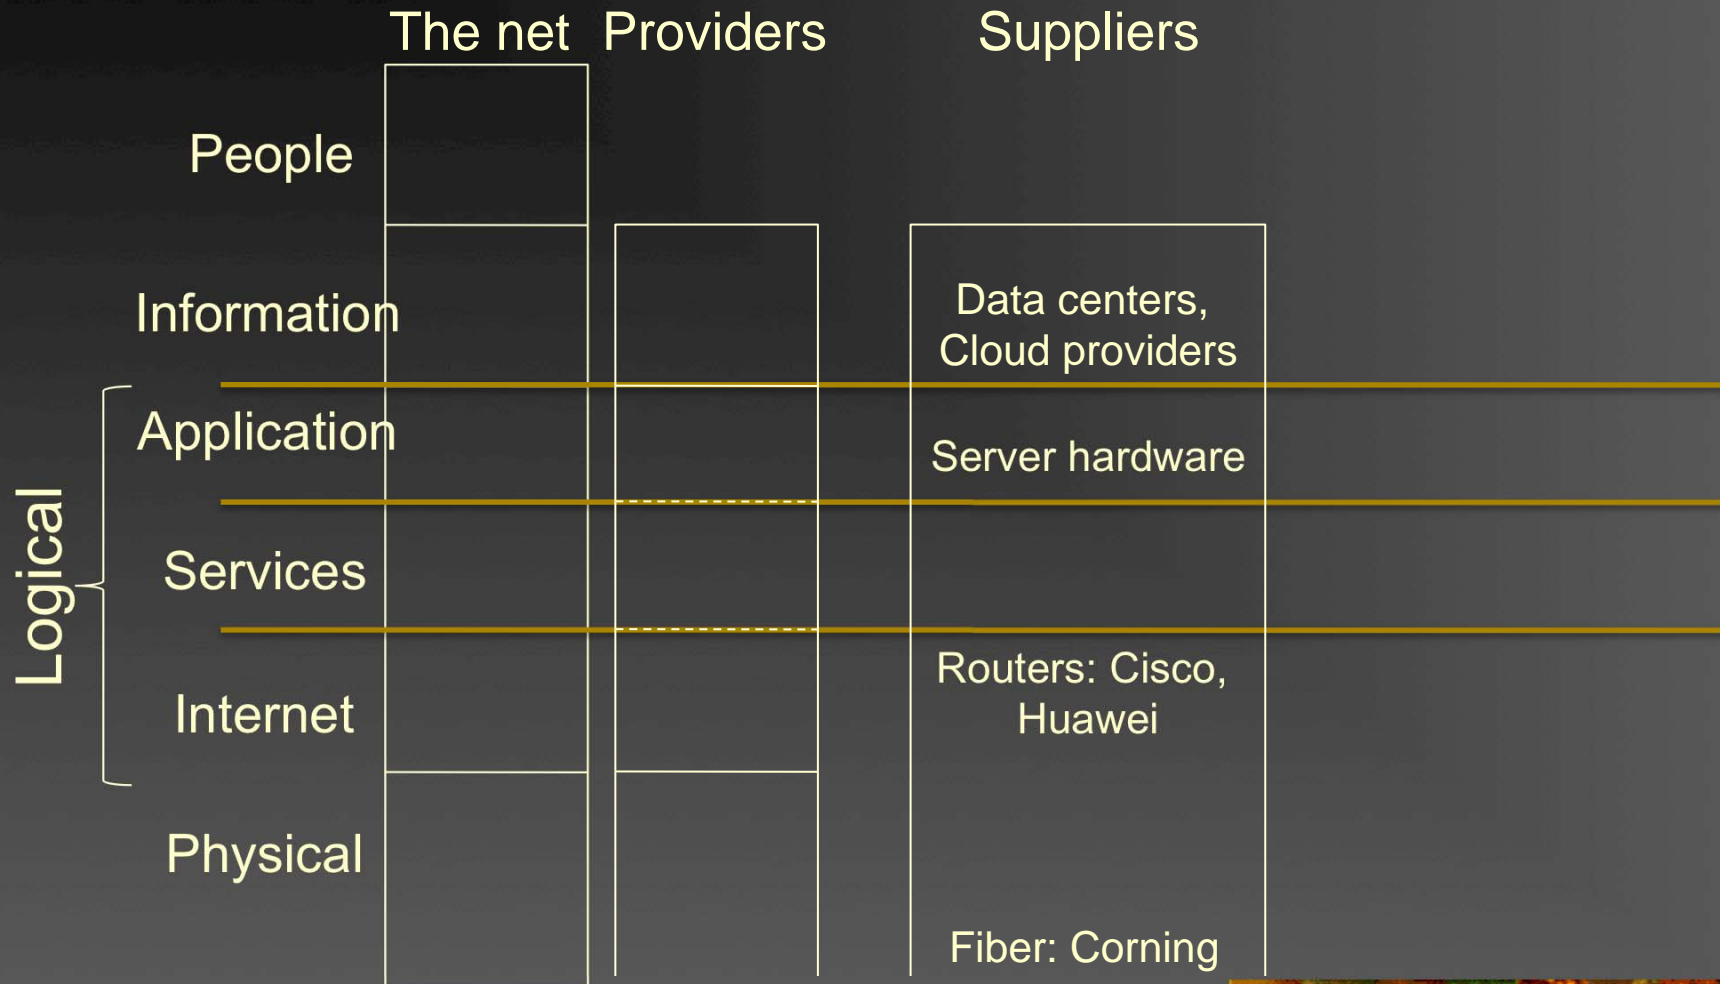 The net Providers Suppliers
People
Information
Data centers,
Cloud providers
Application
Server hardware
Logical
Services
Routers: Cisco,
Huawei
Internet
Physical
Fiber: Corning